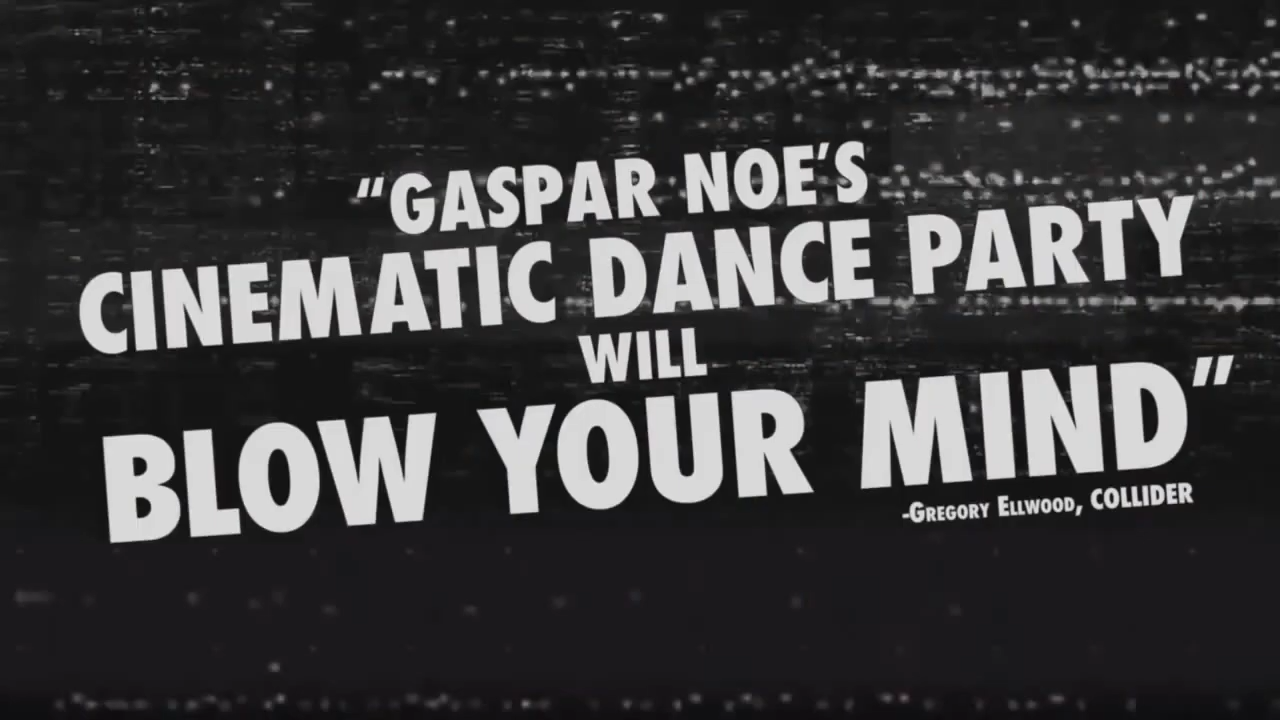 “GASPAR NOE’S
CINEMATIC DANCE PARTY
WILL
BLOW YOUR MIND”
-GREGORY ELLWOOD, COLLIDER